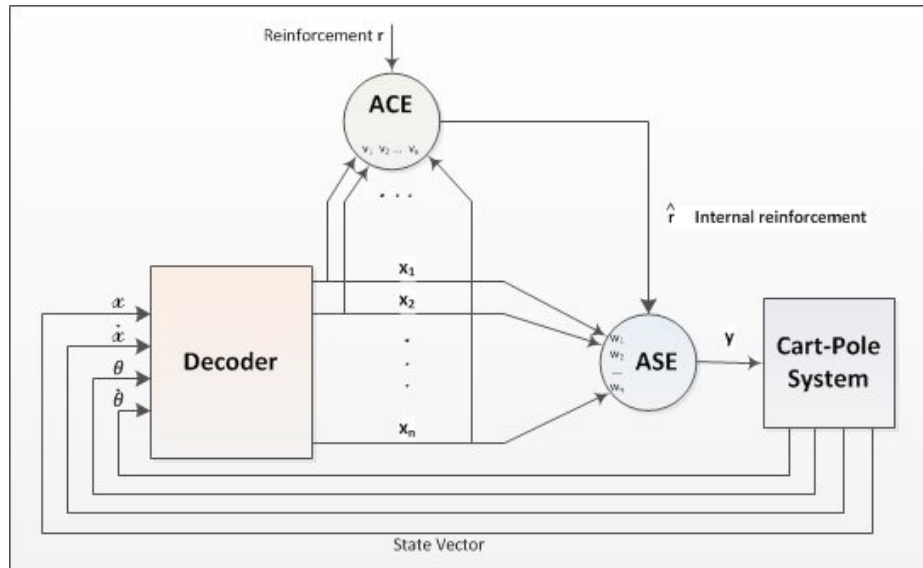 Reinforcement r
ACE
v₁ v₂ ... vₙ
. . .
r̂ Internal reinforcement
x₁
x₂
.
.
.
xₙ
x
ẋ
θ
θ̇
Decoder
w₁
w₂
...
wₙ
ASE
y
Cart-Pole
System
State Vector